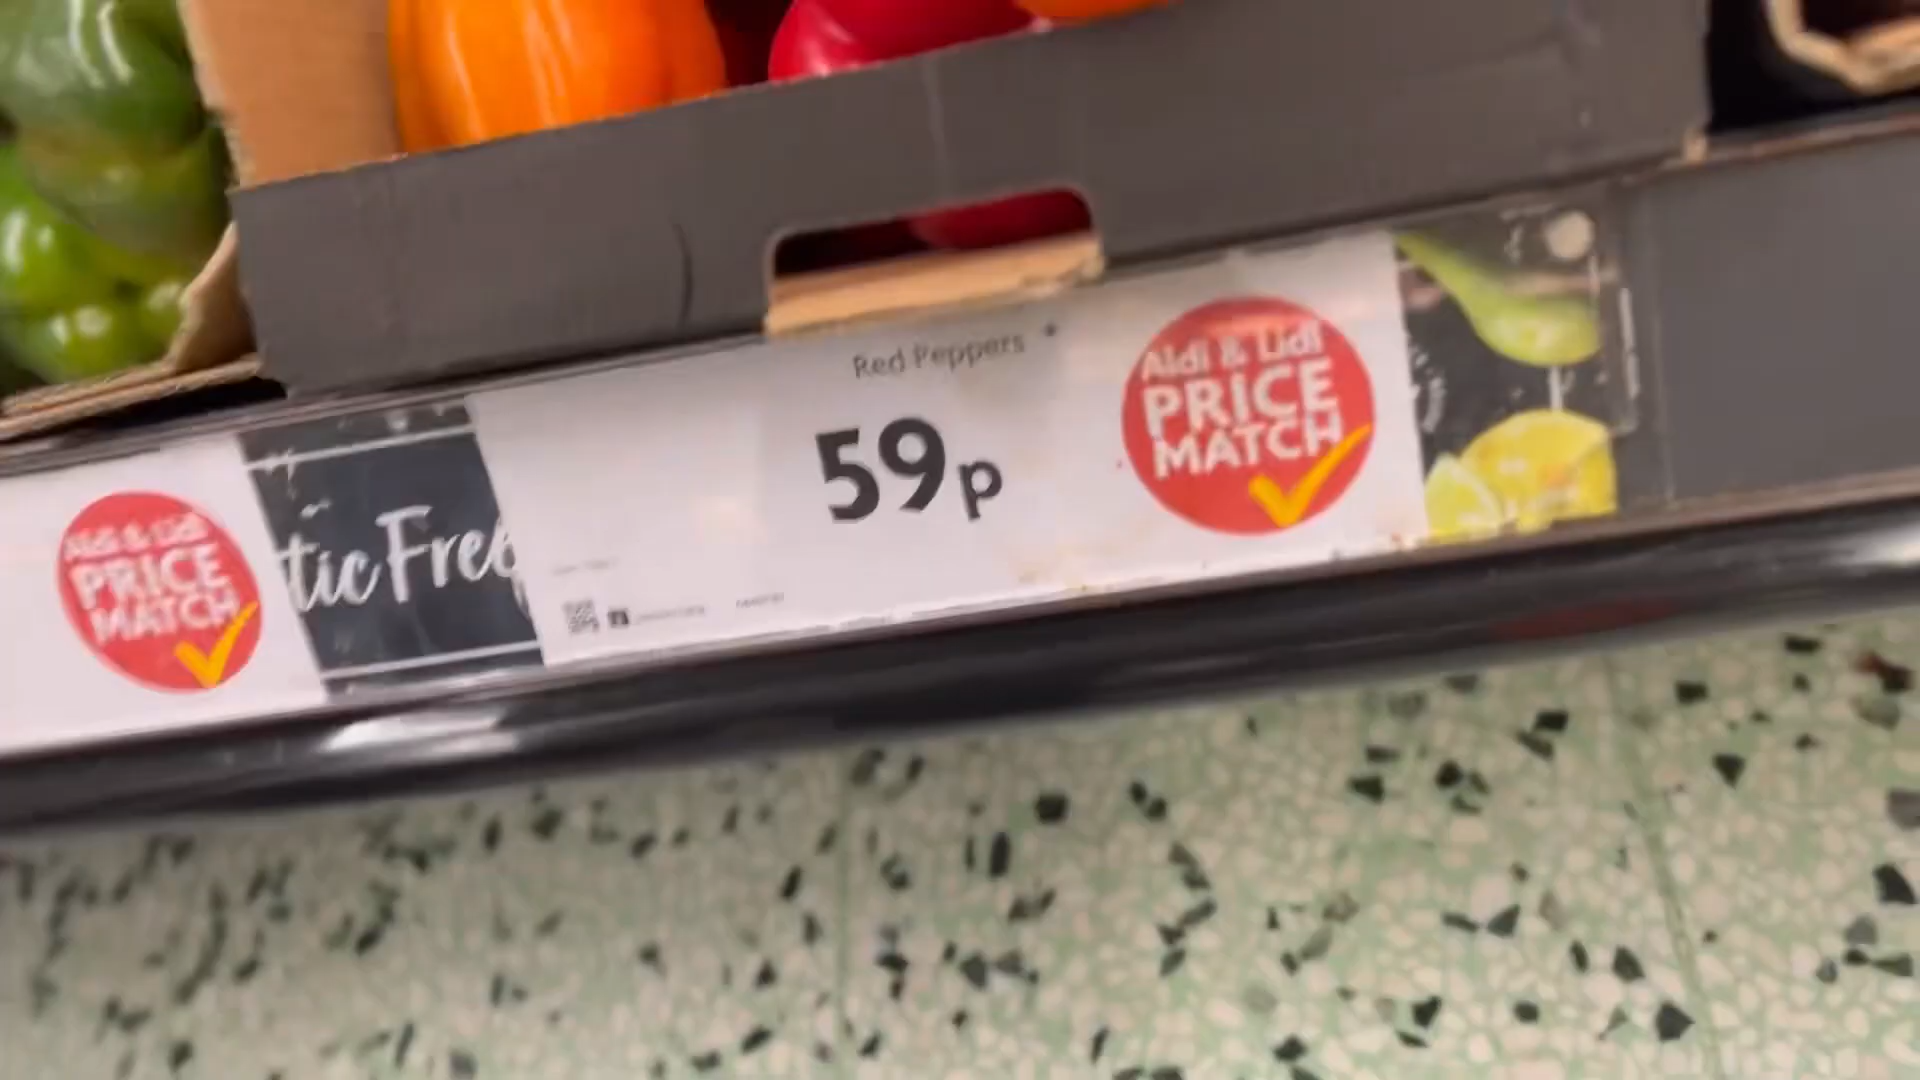 Red Peppers
59p
Aldi & Lidl
PRICE
MATCH
Aldi & Lidl
PRICE
MATCH
tic Free